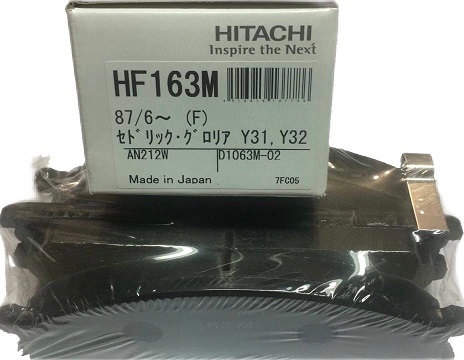 HITACHI
Inspire the Next
HF163M
87/6～ (F)
ｾﾄﾞﾘｯｸ･ｸﾞﾛﾘｱ Y31, Y32
AN212W D1063M-02
Made in Japan 7FC05